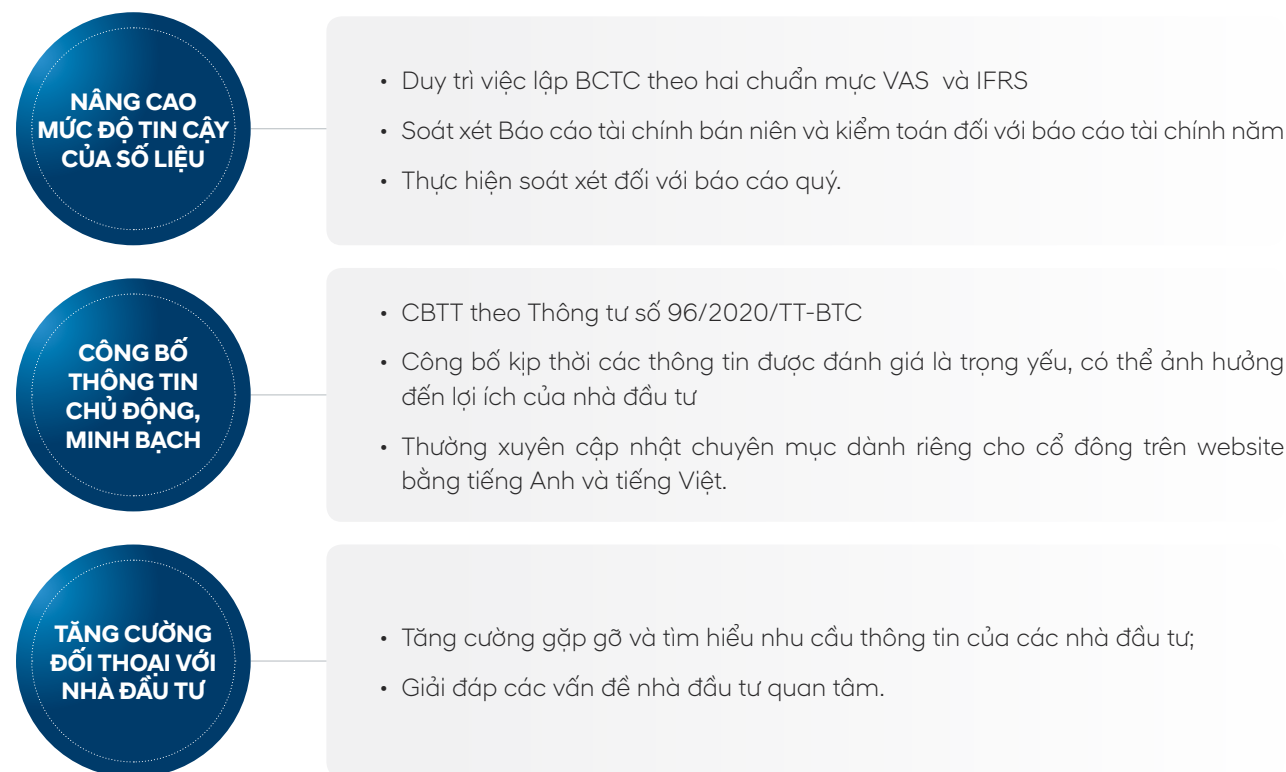 NÂNG CAO
MỨC ĐỘ TIN CẬY
CỦA SỐ LIỆU
• Duy trì việc lập BCTC theo hai chuẩn mực VAS và IFRS
• Soát xét Báo cáo tài chính bán niên và kiểm toán đối với báo cáo tài chính năm
• Thực hiện soát xét đối với báo cáo quý.
CÔNG BỐ
THÔNG TIN
CHỦ ĐỘNG,
MINH BẠCH
• CBTT theo Thông tư số 96/2020/TT-BTC
• Công bố kịp thời các thông tin được đánh giá là trọng yếu, có thể ảnh hưởng
đến lợi ích của nhà đầu tư
• Thường xuyên cập nhật chuyên mục dành riêng cho cổ đông trên website
bằng tiếng Anh và tiếng Việt.
TĂNG CƯỜNG
ĐỐI THOẠI VỚI
NHÀ ĐẦU TƯ
• Tăng cường gặp gỡ và tìm hiểu nhu cầu thông tin của các nhà đầu tư;
• Giải đáp các vấn đề nhà đầu tư quan tâm.